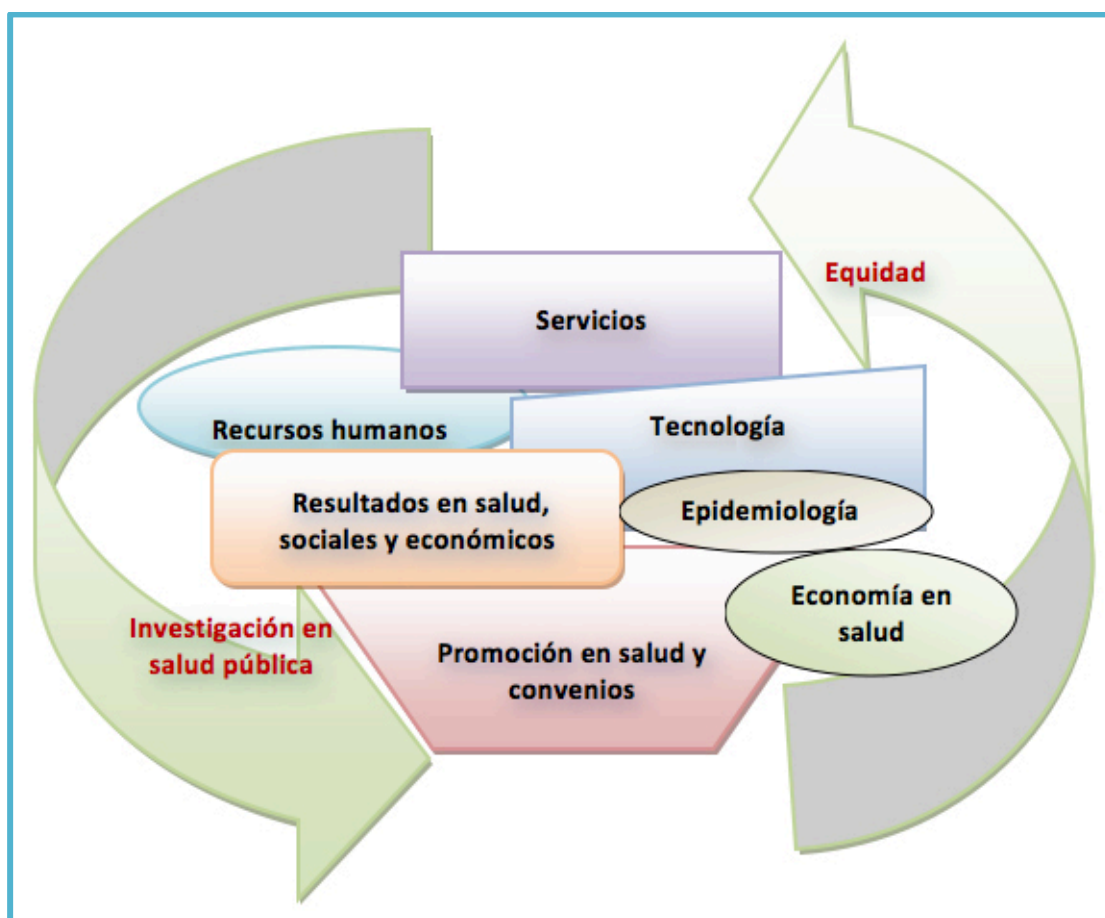 Equidad
Servicios
Recursos humanos
Tecnología
Resultados en salud,
sociales y económicos
Epidemiología
Economía en
salud
Investigación en
salud pública
Promoción en salud y
convenios